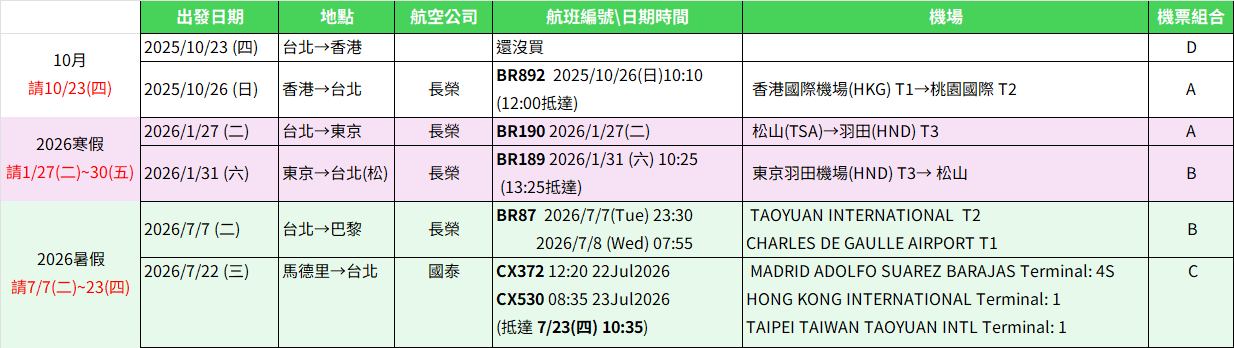 出發日期 地點 航空公司 航班編號\日期時間 機場 機票組合
10月
請10/23(四)
2025/10/23 (四) 台北→香港 還沒買 D
2025/10/26 (日) 香港→台北 長榮 BR892 2025/10/26(日)10:10 香港國際機場(HKG) T1→桃園國際 T2 A
(12:00抵達)
2026寒假
請1/27(二)~30(五)
2026/1/27 (二) 台北→東京 長榮 BR190 2026/1/27(二) 松山(TSA)→羽田(HND) T3 A
2026/1/31 (六) 東京→台北(松) 長榮 BR189 2026/1/31 (六) 10:25 東京羽田機場(HND) T3→ 松山 B
(13:25抵達)
2026暑假
請7/7(二)~23(四)
2026/7/7 (二) 台北→巴黎 長榮 BR87 2026/7/7(Tue) 23:30 TAOYUAN INTERNATIONAL T2 B
2026/7/8 (Wed) 07:55 CHARLES DE GAULLE AIRPORT T1
2026/7/22 (三) 馬德里→台北 國泰 CX372 12:20 22Jul2026 MADRID ADOLFO SUAREZ BARAJAS Terminal: 4S C
CX530 08:35 23Jul2026 HONG KONG INTERNATIONAL Terminal: 1
(抵達 7/23(四) 10:35) TAIPEI TAIWAN TAOYUAN INTL Terminal: 1